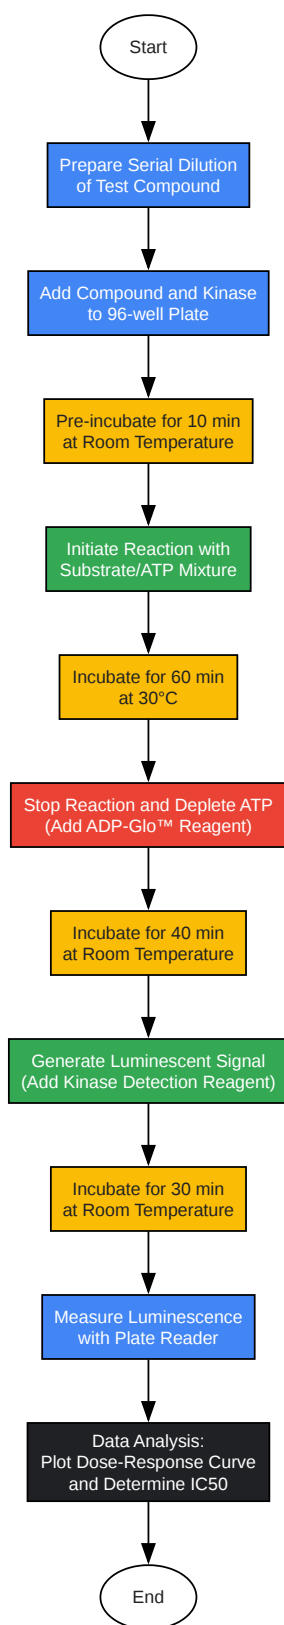 Start
Prepare Serial Dilution
of Test Compound
Add Compound and Kinase
to 96-well Plate
Pre-incubate for 10 min
at Room Temperature
Initiate Reaction with
Substrate/ATP Mixture
Incubate for 60 min
at 30°C
Stop Reaction and Deplete ATP
(Add ADP-Glo™ Reagent)
Incubate for 40 min
at Room Temperature
Generate Luminescent Signal
(Add Kinase Detection Reagent)
Incubate for 30 min
at Room Temperature
Measure Luminescence
with Plate Reader
Data Analysis:
Plot Dose-Response Curve
and Determine IC50
End